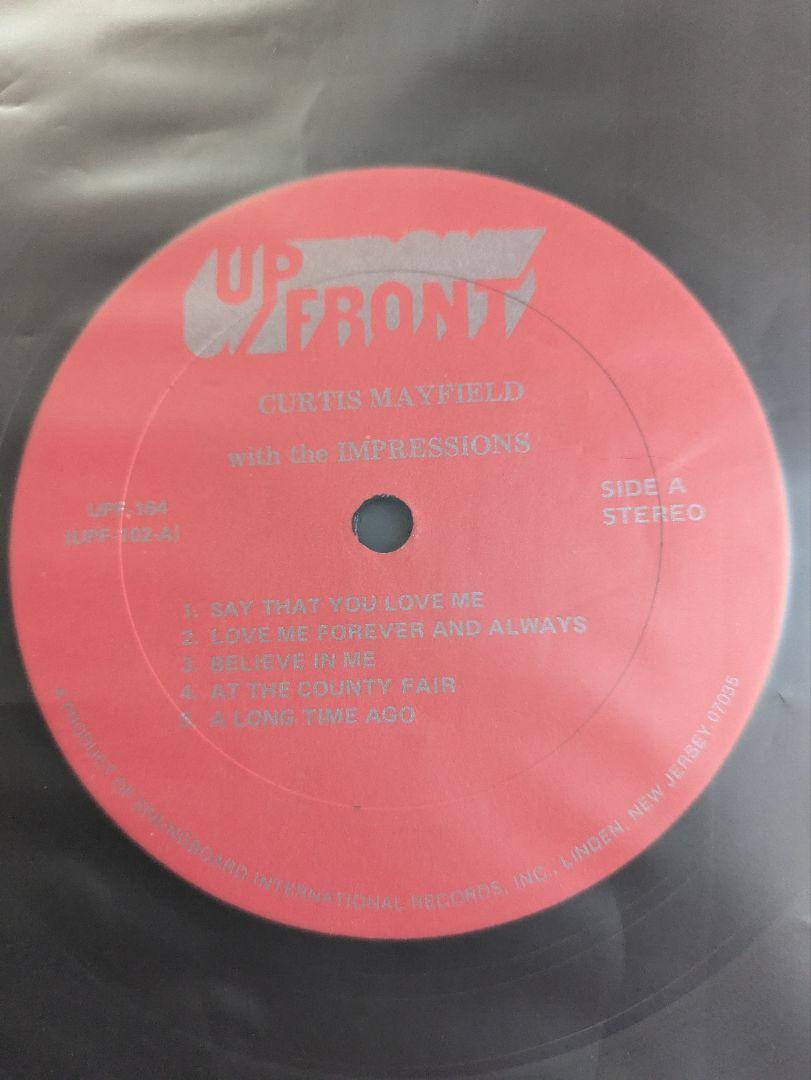 UP
FRONT
CURTIS MAYFIELD
with the IMPRESSIONS
UPF-164
(UPF-102-A)
SIDE A
STEREO
1. SAY THAT YOU LOVE ME
2. LOVE ME FOREVER AND ALWAYS
3. BELIEVE IN ME
4. AT THE COUNTY FAIR
5. A LONG TIME AGO
A PRODUCT OF SPRINGBOARD INTERNATIONAL RECORDS, INC., LINDEN, NEW JERSEY 07035